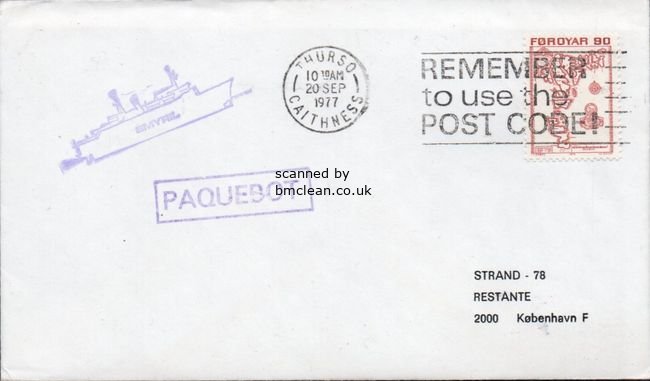 FØROYAR 90
THURSO
10 30AM
20 SEP
1977
CAITHNESS
REMEMBER
to use the
POST CODE!
SMYRIL
scanned by
bmclean.co.uk
PAQUEBOT
STRAND - 78
RESTANTE
2000 København F